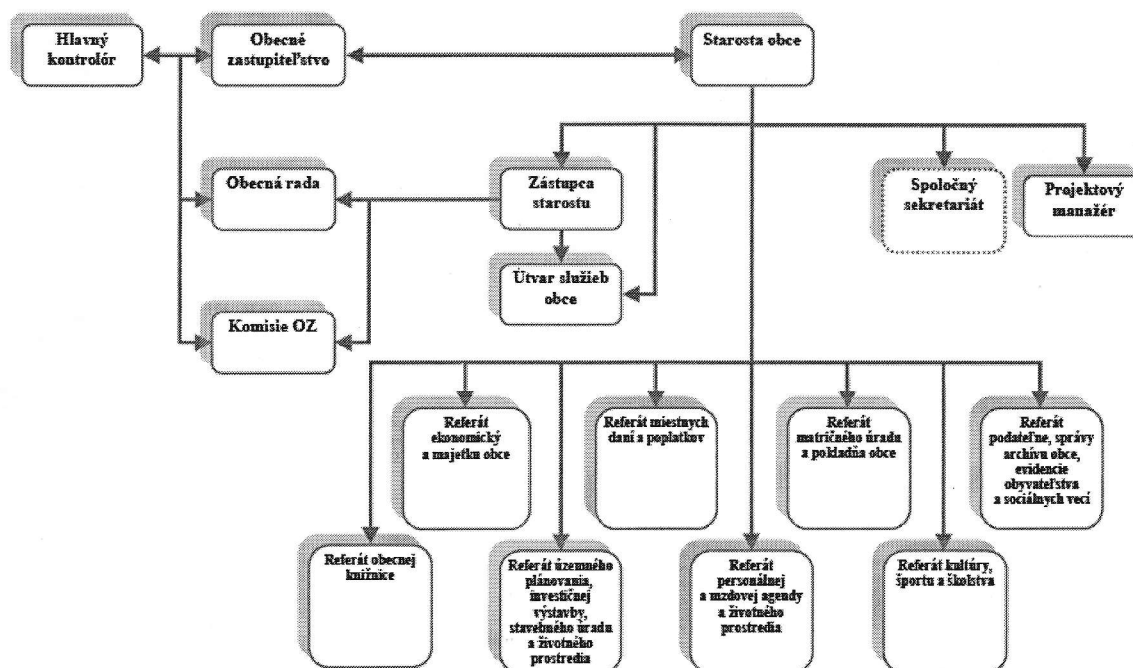 Hlavný
kontrolór
Obecné
zastupiteľstvo
Starosta obce
Obecná rada
Zástupca
starostu
Spoločný
sekretariát
Projektový
manažér
Útvar služieb
obce
Komisie OZ
Referát
ekonomický
a majetku obce
Referát miestnych
daní a poplatkov
Referát
matričného úradu
a pokladňa obce
Referát
podateľne, správy
archívu obce,
evidencie
obyvateľstva
a sociálnych vecí
Referát obecnej
knižnice
Referát územného
plánovania,
investičnej
výstavby,
stavebného úradu
a životného
prostredia
Referát
personálnej
a mzdovej agendy
a životného
prostredia
Referát kultúry,
športu a školstva